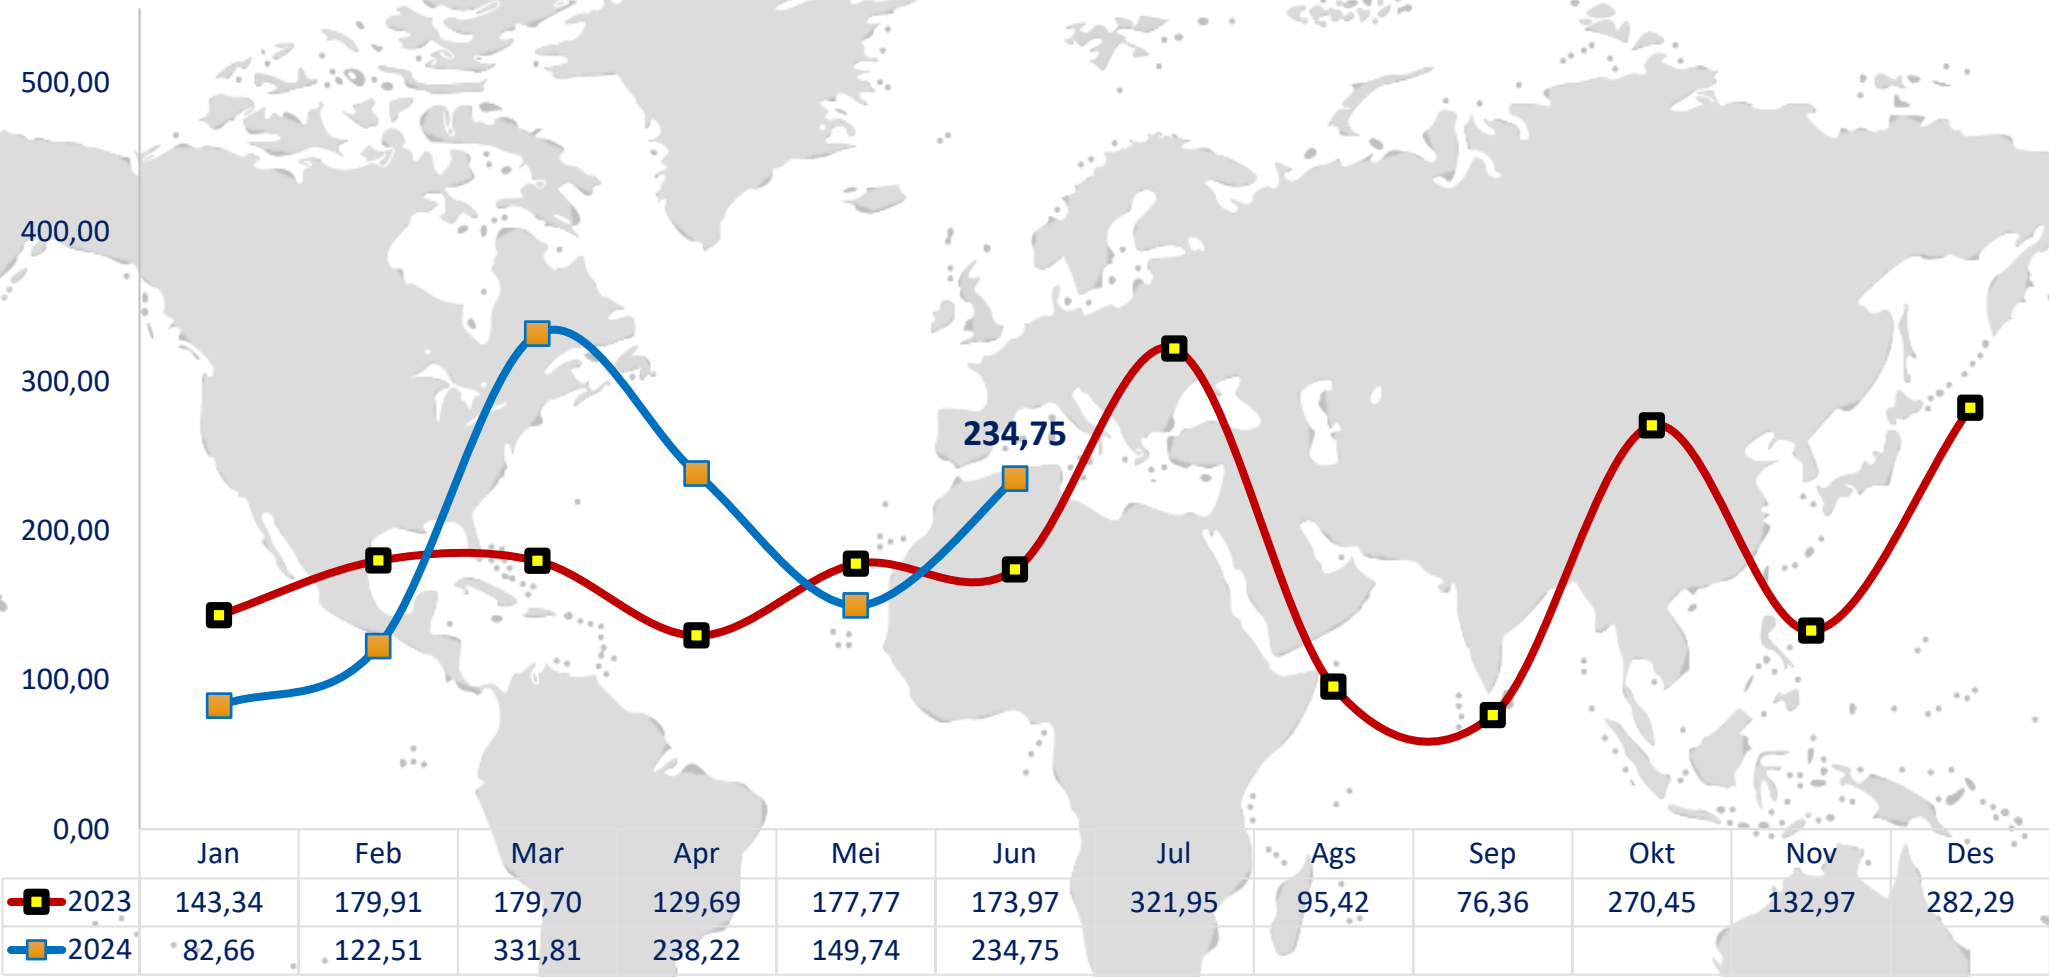 500,00
400,00
300,00
234,75
200,00
100,00
0,00
Jan Feb Mar Apr Mei Jun Jul Ags Sep Okt Nov Des
2023 143,34 179,91 179,70 129,69 177,77 173,97 321,95 95,42 76,36 270,45 132,97 282,29
2024 82,66 122,51 331,81 238,22 149,74 234,75